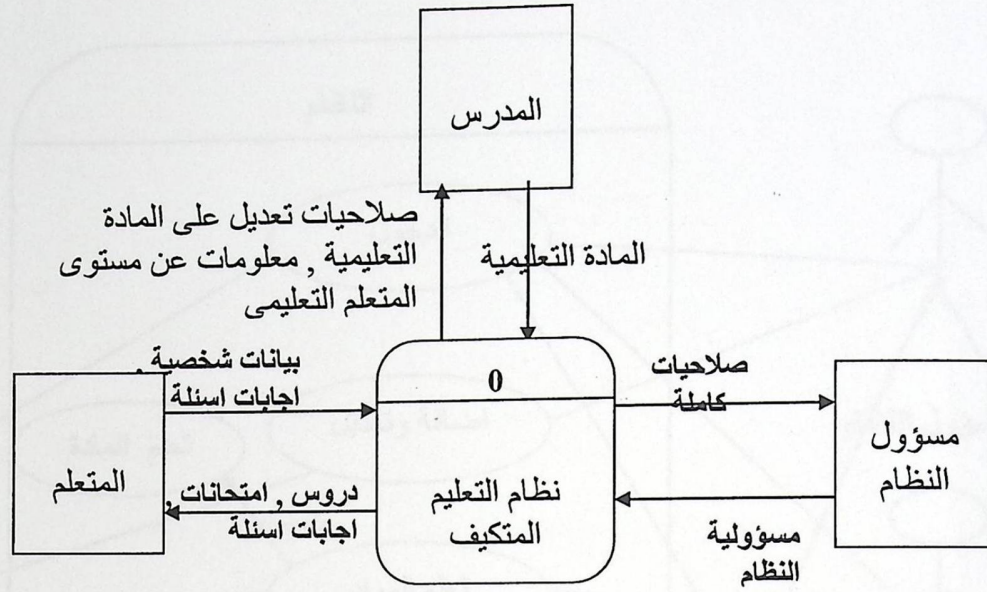 المدرس
صلاحيات تعديل على المادة
التعليمية , معلومات عن مستوى
المتعلم التعليمى
المادة التعليمية
بيانات شخصية ,
اجابات اسئلة
المتعلم
دروس , امتحانات ,
اجابات اسئلة
0
نظام التعليم
المتكيف
صلاحيات
كاملة
مسؤول
النظام
مسؤولية
النظام